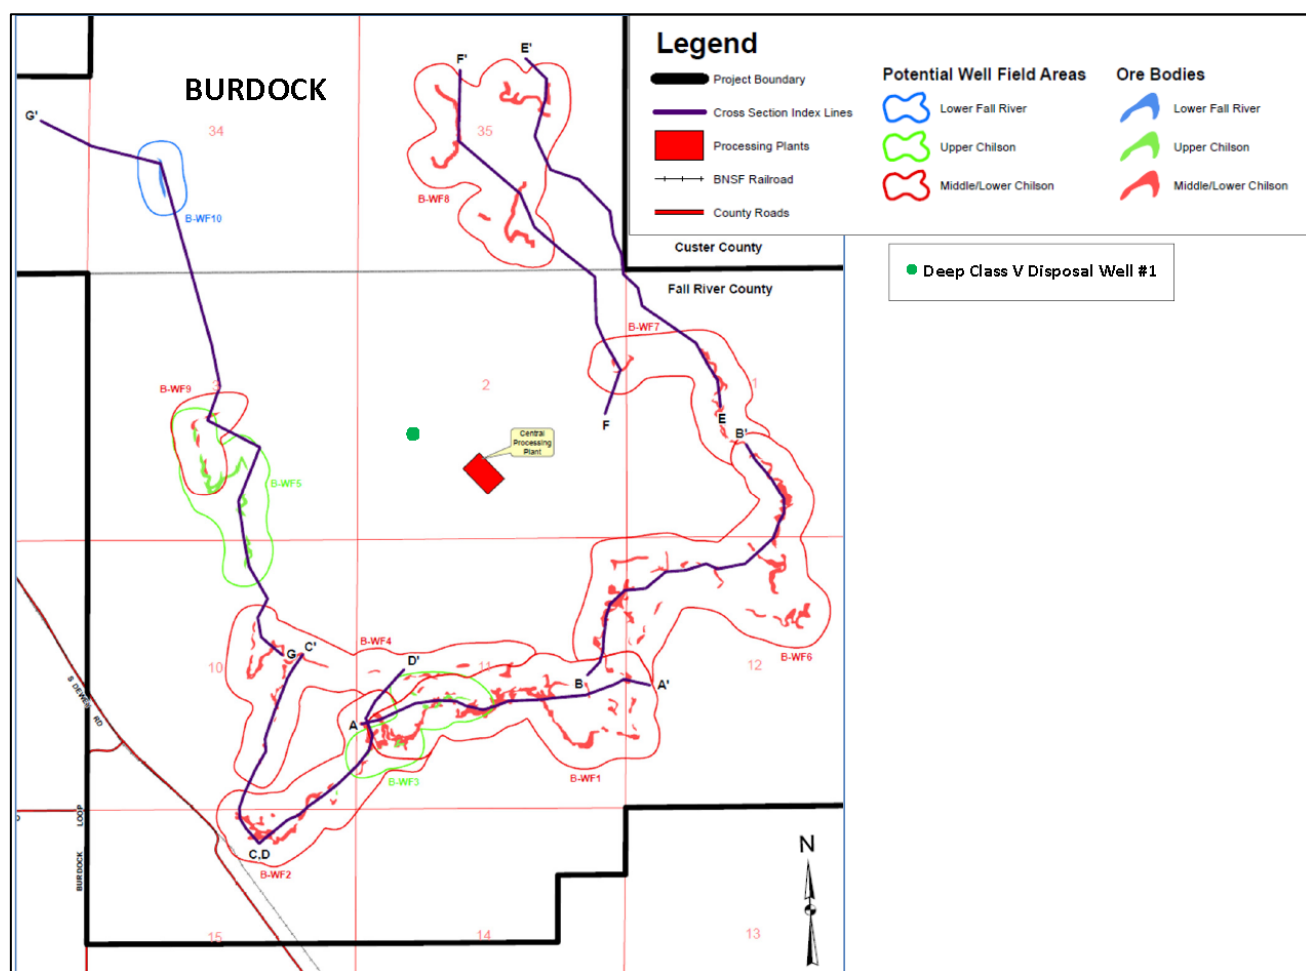 Legend
Project Boundary
Cross Section Index Lines
Processing Plants
BNSF Railroad
County Roads
Potential Well Field Areas
Lower Fall River
Upper Chilson
Middle/Lower Chilson
Ore Bodies
Lower Fall River
Upper Chilson
Middle/Lower Chilson
Deep Class V Disposal Well #1
BURDOCK
F'
E'
G'
34
35
B-WF8
B-WF10
Custer County
Fall River County
B-WF7
3
2
1
B-WF9
F
E
B'
Central
Processing
Plant
B-WF5
B-WF4
G
C'
D'
10
11
12
B-WF6
B
A'
A
S DEWEY RD
B-WF3
B-WF1
BURDOCK LOOP
C,D
B-WF2
N
15
14
13